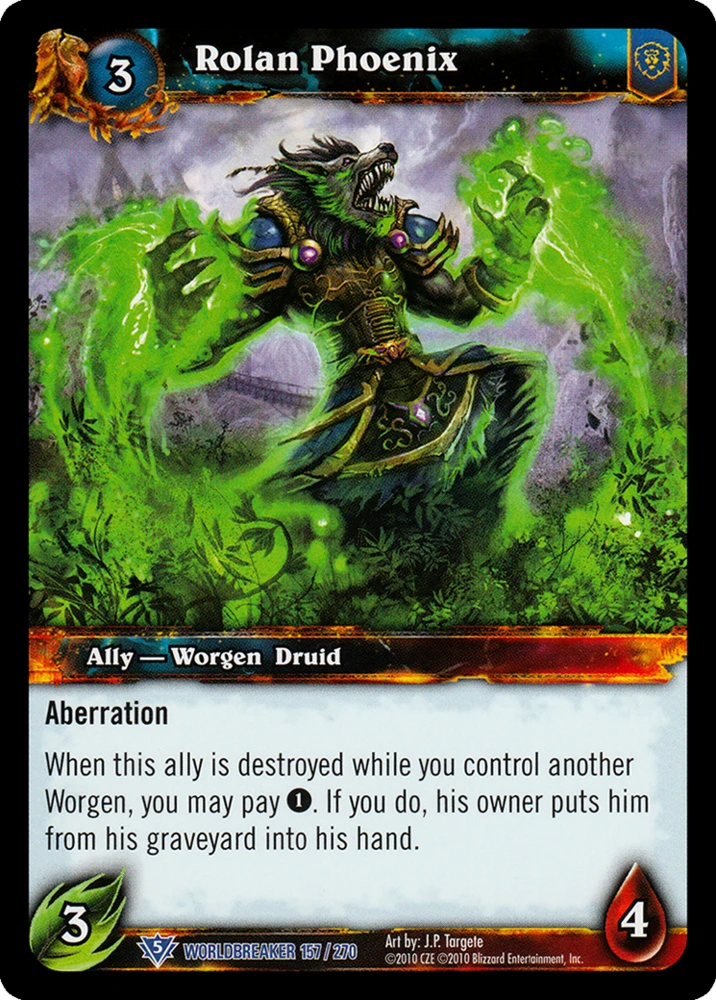 3
Rolan Phoenix
Ally — Worgen Druid
Aberration
When this ally is destroyed while you control another
Worgen, you may pay ❶. If you do, his owner puts him
from his graveyard into his hand.
3
5
WORLDBREAKER 157 / 270
Art by: J.P. Targete
©2010 CZE ©2010 Blizzard Entertainment, Inc.
4